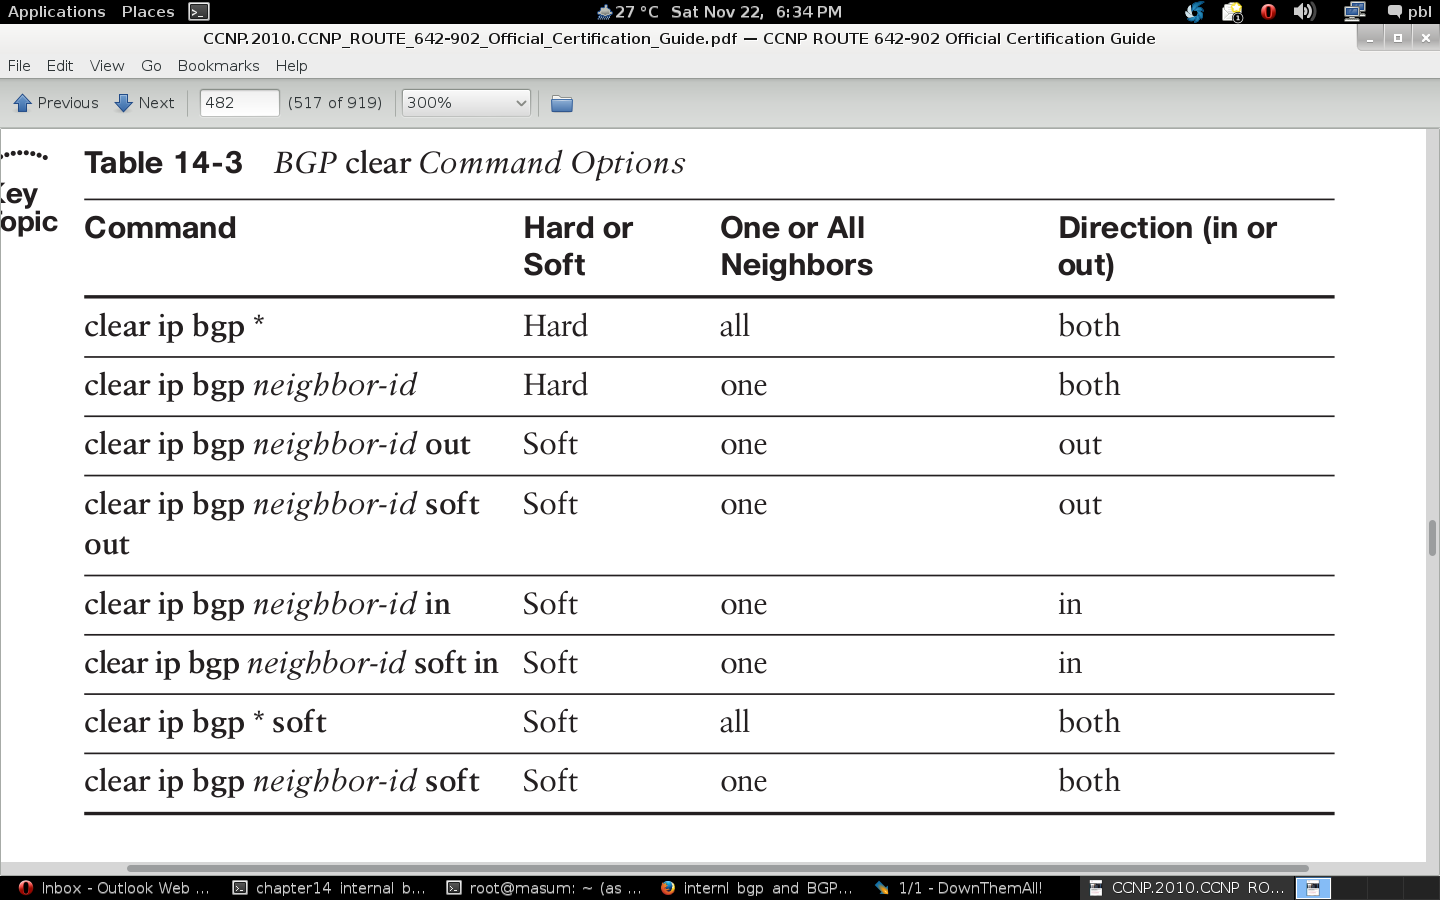 Applications Places 27 °C Sat Nov 22, 6:34 PM pbl
CCNP.2010.CCNP_ROUTE_642-902_Official_Certification_Guide.pdf — CCNP ROUTE 642-902 Official Certification Guide
File Edit View Go Bookmarks Help
Previous Next 482 (517 of 919) 300%
Table 14-3 BGP clear Command Options
ey
opic
Command Hard or Soft One or All Neighbors Direction (in or out)
clear ip bgp * Hard all both
clear ip bgp neighbor-id Hard one both
clear ip bgp neighbor-id out Soft one out
clear ip bgp neighbor-id soft Soft one out
out
clear ip bgp neighbor-id in Soft one in
clear ip bgp neighbor-id soft in Soft one in
clear ip bgp * soft Soft all both
clear ip bgp neighbor-id soft Soft one both
Inbox - Outlook Web ... chapter14 internal b... root@masum: ~ (as ... internl bgp and BGP... 1/1 - DownThemAll! CCNP.2010.CCNP RO...